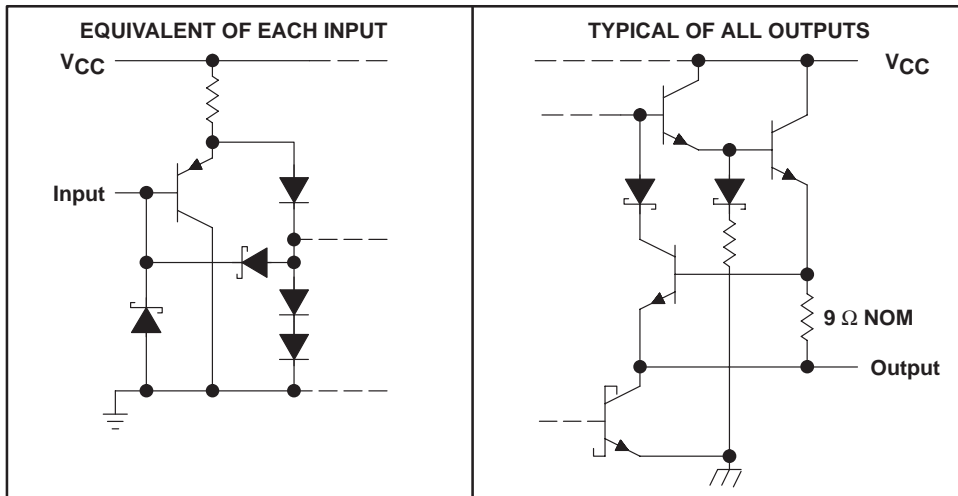 EQUIVALENT OF EACH INPUT
VCC
Input
TYPICAL OF ALL OUTPUTS
VCC
9 Ω NOM
Output